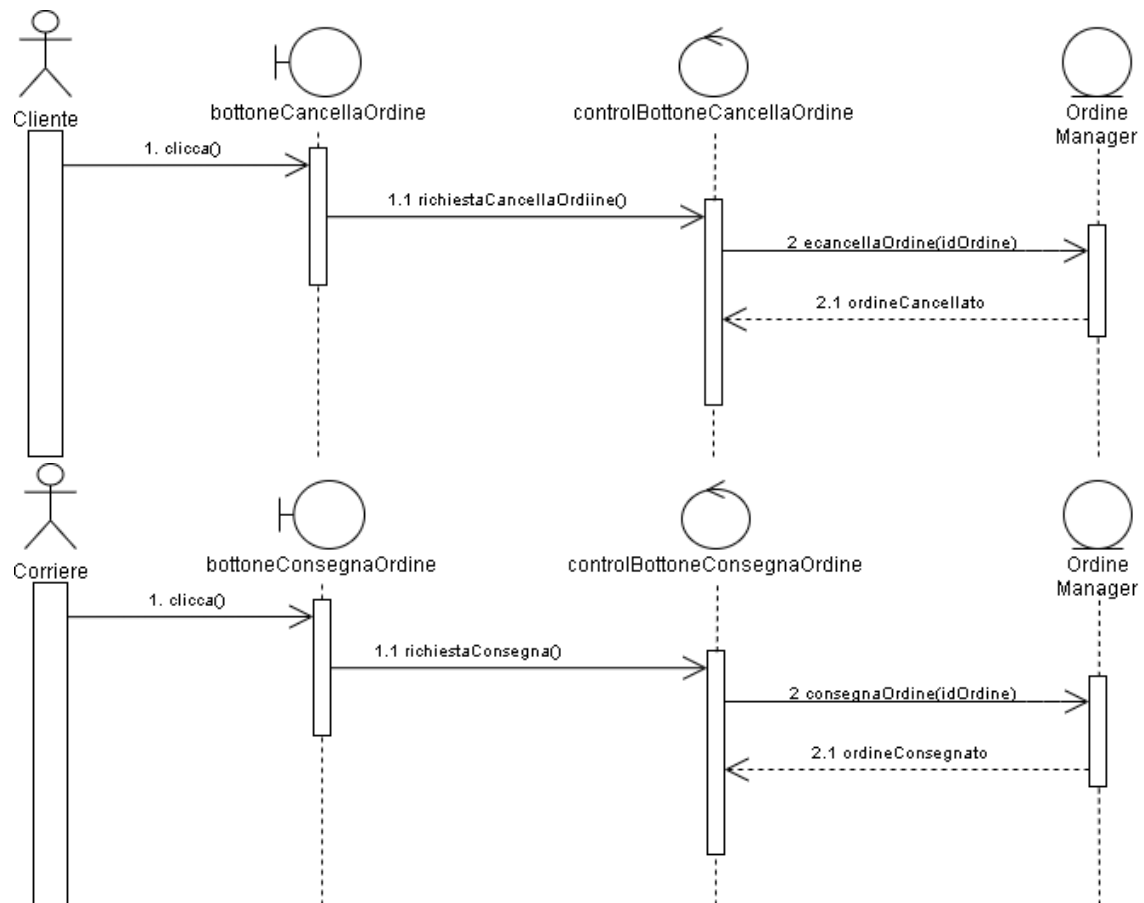 Cliente
bottoneCancellaOrdine
controlBottoneCancellaOrdine
Ordine
Manager
1. clicca()
1.1 richiestaCancellaOrdiine()
2 ecancellaOrdine(idOrdine)
2.1 ordineCancellato
Corriere
bottoneConsegnaOrdine
controlBottoneConsegnaOrdine
Ordine
Manager
1. clicca()
1.1 richiestaConsegna()
2 consegnaOrdine(idOrdine)
2.1 ordineConsegnato